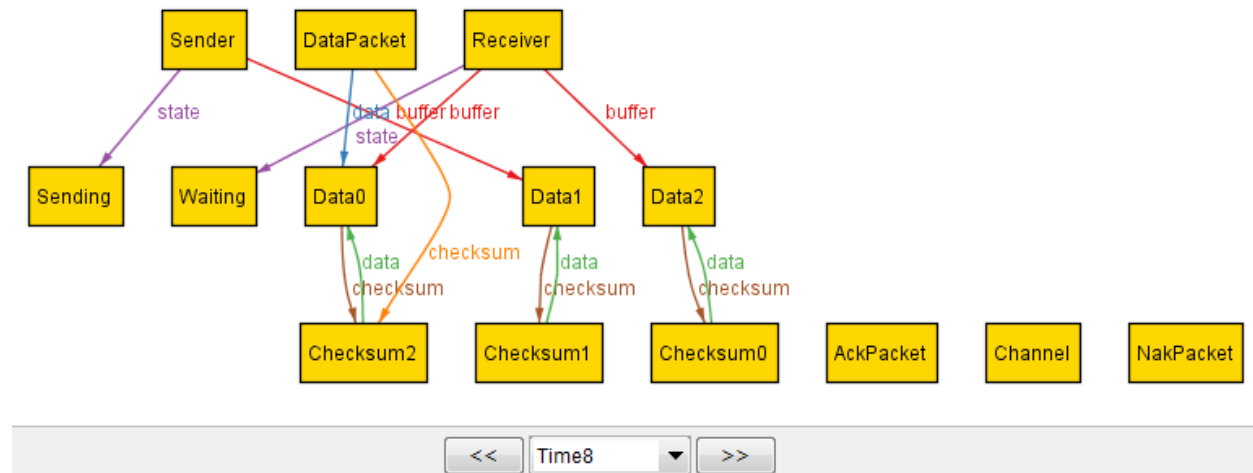 Sender DataPacket Receiver
state data buffer buffer buffer
state
Sending Waiting Data0 Data1 Data2
checksum
data data data
checksum checksum checksum
Checksum2 Checksum1 Checksum0 AckPacket Channel NakPacket
<< Time8 >>